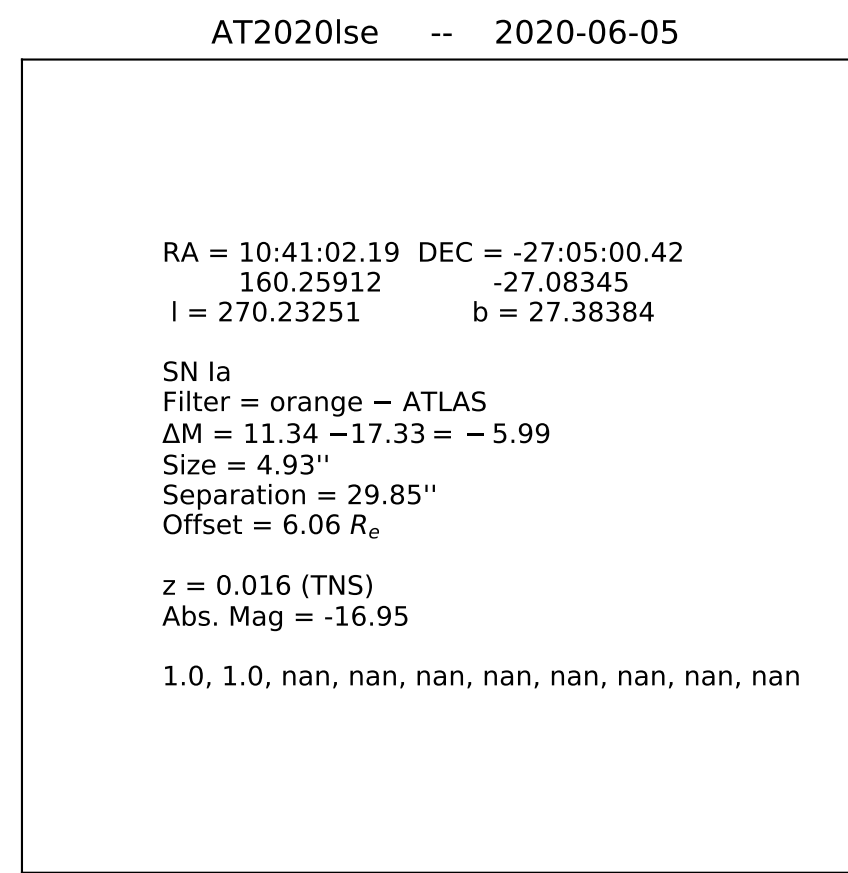 AT2020lse -- 2020-06-05
RA = 10:41:02.19 DEC = -27:05:00.42
160.25912 -27.08345
l = 270.23251 b = 27.38384
SN Ia
Filter = orange − ATLAS
ΔM = 11.34 −17.33 = − 5.99
Size = 4.93''
Separation = 29.85''
Offset = 6.06 Rₑ
z = 0.016 (TNS)
Abs. Mag = -16.95
1.0, 1.0, nan, nan, nan, nan, nan, nan, nan, nan